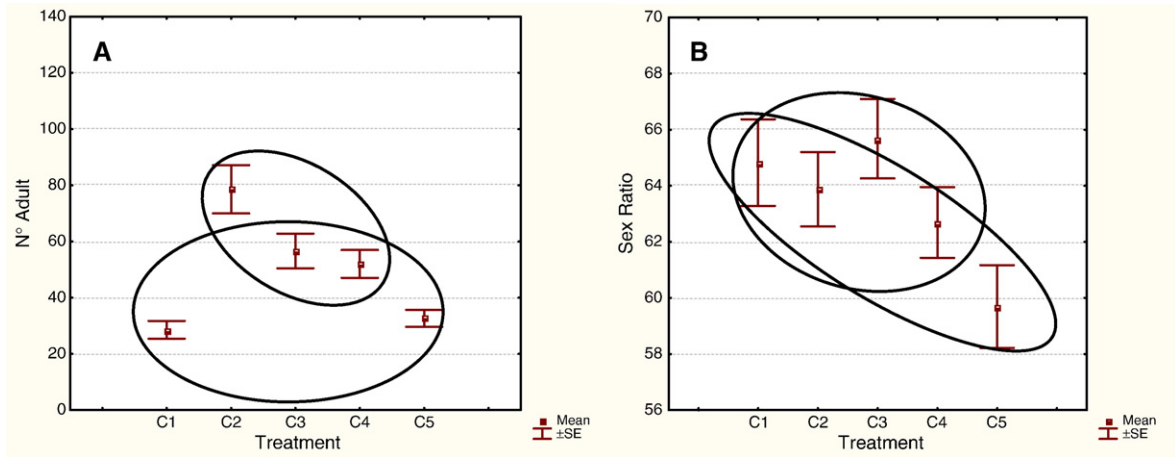 A
140
120
100
80
60
40
20
0
N° Adult
C1 C2 C3 C4 C5
Treatment
Mean
±SE
B
70
68
66
64
62
60
58
56
Sex Ratio
C1 C2 C3 C4 C5
Treatment
Mean
±SE